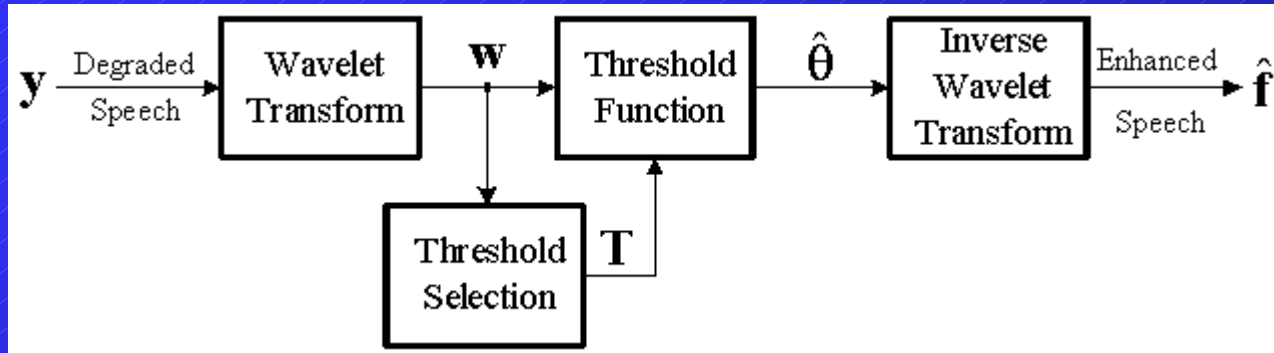 y
Degraded
Speech
Wavelet
Transform
w
Threshold
Function
θ̂
Inverse
Wavelet
Transform
Enhanced
Speech
f̂
Threshold
Selection
T